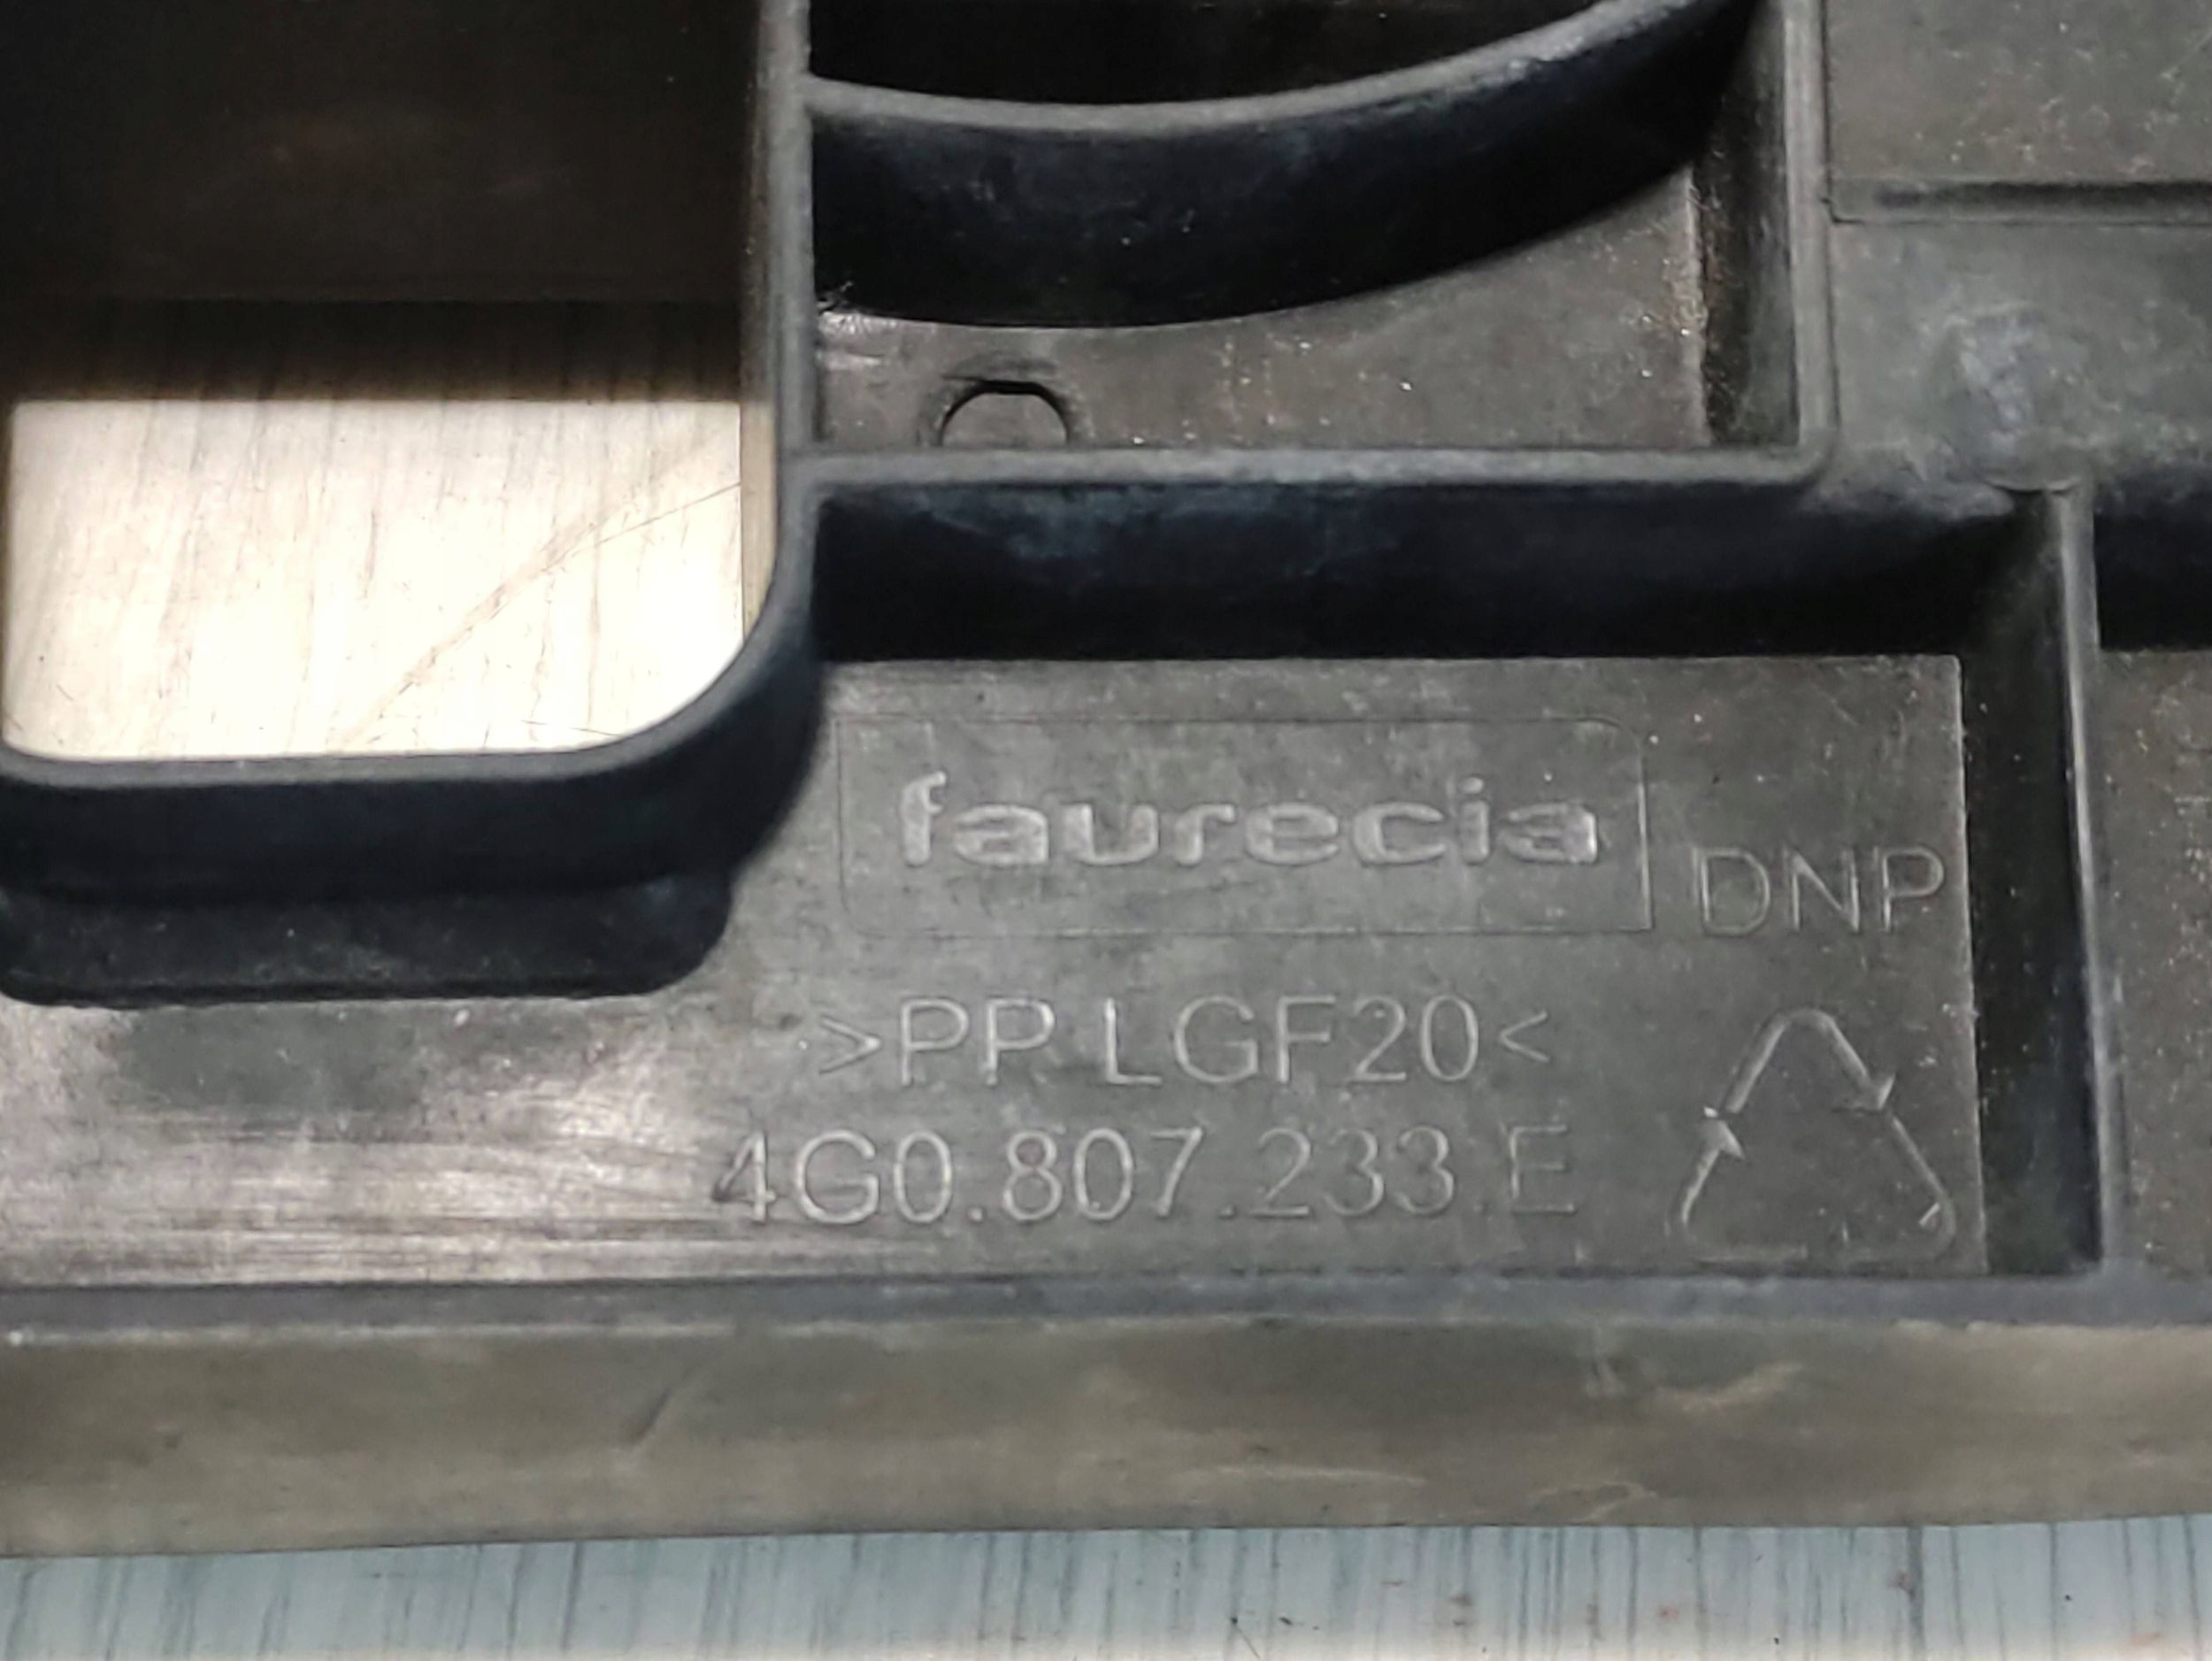 faurecia
DNP
>PP LGF20<
4G0.807.233.E